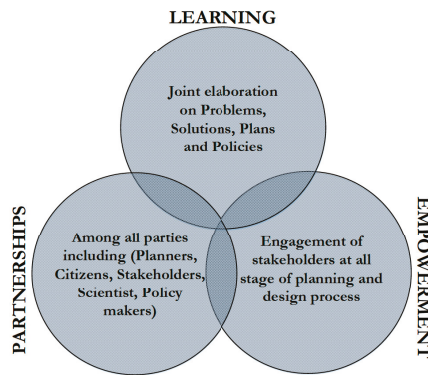 LEARNING
Joint elaboration
on Problems,
Solutions, Plans
and Policies
PARTNERSHIPS
Among all parties
including (Planners,
Citizens, Stakeholders,
Scientist, Policy
makers)
Engagement of
stakeholders at all
stage of planning and
design process
EMPOWERMENT